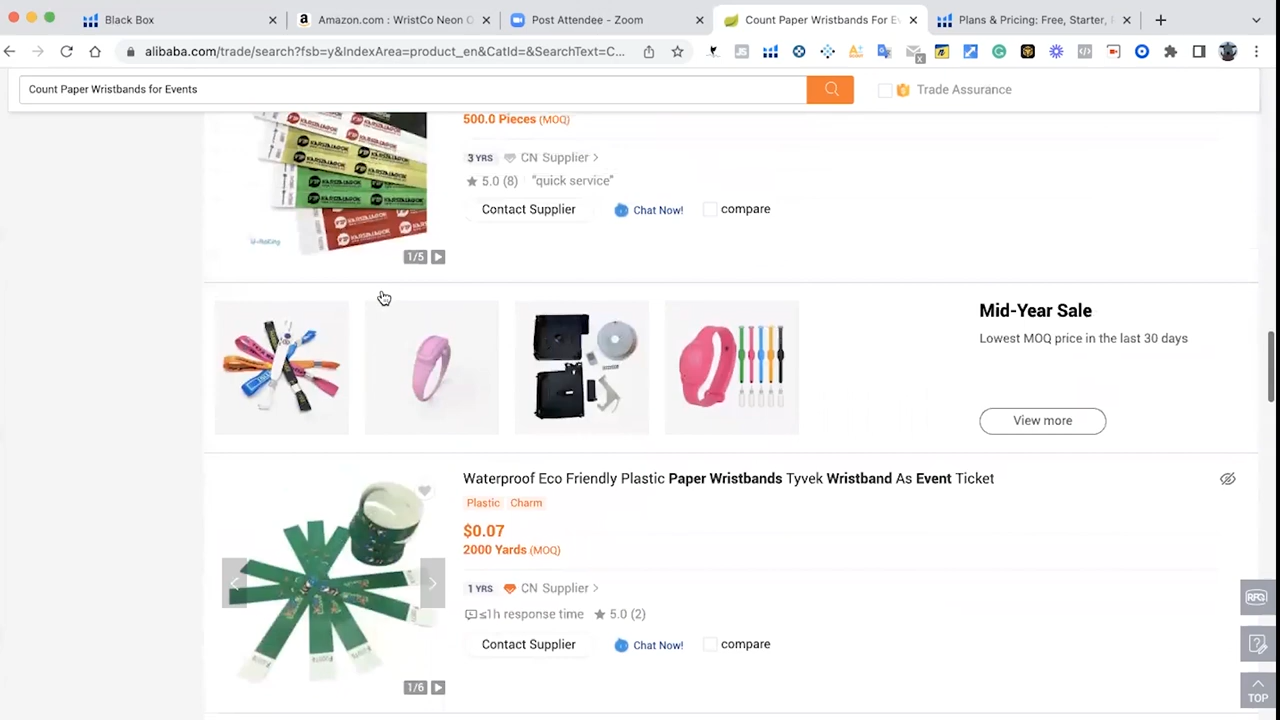 Black Box
Amazon.com : WristCo Neon O
Post Attendee - Zoom
Count Paper Wristbands For Ev
Plans & Pricing: Free, Starter, F
alibaba.com/trade/search?fsb=y&IndexArea=product_en&CatId=&SearchText=C...
Count Paper Wristbands for Events
Trade Assurance
500.0 Pieces (MOQ)
3 YRS CN Supplier >
5.0 (8) "quick service"
Contact Supplier Chat Now! compare
1/5
Mid-Year Sale
Lowest MOQ price in the last 30 days
View more
Waterproof Eco Friendly Plastic Paper Wristbands Tyvek Wristband As Event Ticket
Plastic Charm
$0.07
2000 Yards (MOQ)
1 YRS CN Supplier >
≤1h response time 5.0 (2)
Contact Supplier Chat Now! compare
1/6
RFQ
TOP